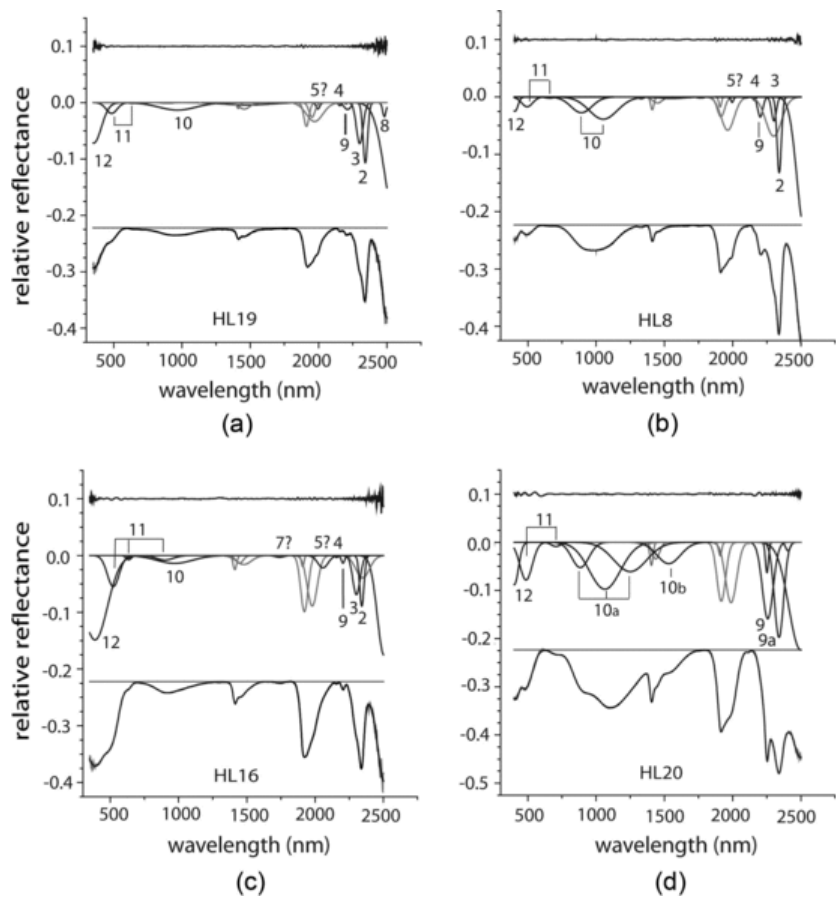 0.1
0.0
-0.1
-0.2
-0.3
-0.4
relative reflectance
5? 4
11
10
12
9
3
2
8
HL19
500 1000 1500 2000 2500
wavelength (nm)
(a)
0.1
0.0
-0.1
-0.2
-0.3
-0.4
11
5? 4 3
12
10
9
2
HL8
500 1000 1500 2000 2500
wavelength (nm)
(b)
0.1
0.0
-0.1
-0.2
-0.3
-0.4
relative reflectance
11
7? 5? 4
10
12
9
3 2
HL16
500 1000 1500 2000 2500
wavelength (nm)
(c)
0.1
0.0
-0.1
-0.2
-0.3
-0.4
-0.5
11
12
10a
10b
9
9a
HL20
500 1000 1500 2000 2500
wavelength (nm)
(d)